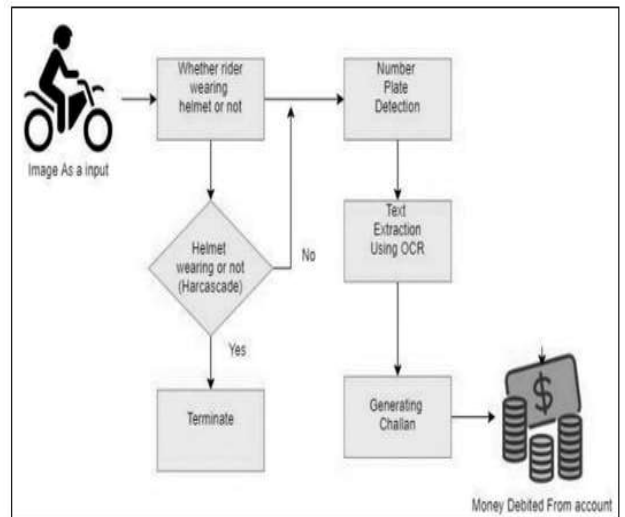 Image As a input
Whether rider
wearing
helmet or not
Helmet
wearing or not
(Harcascade)
No
Yes
Terminate
Number
Plate
Detection
Text
Extraction
Using OCR
Generating
Challan
$
Money Debited From account